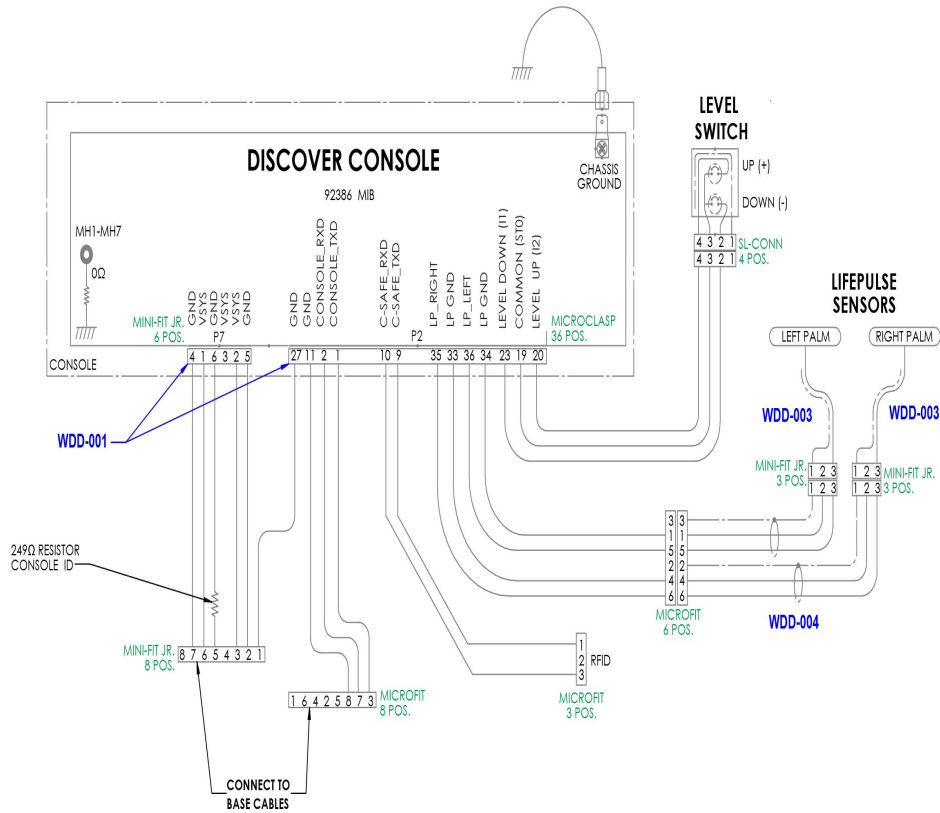 LEVEL
SWITCH
UP (+)
DOWN (-)
4 3 2 1
4 3 2 1
SL-CONN
4 POS.
DISCOVER CONSOLE
92386 MIB
CHASSIS
GROUND
MH1-MH7
0Ω
GND
VSYS
GND
VSYS
VSYS
GND
GND
GND
CONSOLE_RXD
CONSOLE_TXD
C-SAFE_RXD
C-SAFE_TXD
LP_RIGHT
LP_GND
LP_LEFT
LP_GND
LEVEL DOWN (I1)
COMMON (ST0)
LEVEL UP (I2)
MINI-FIT JR.
6 POS.
P7
P2
MICROCLASP
36 POS.
CONSOLE
4 1 6 3 2 5
27 11 2 1 10 9 35 33 36 34 23 19 20
LIFEPULSE
SENSORS
LEFT PALM
RIGHT PALM
WDD-003
WDD-003
WDD-001
MINI-FIT JR.
3 POS.
1 2 3
1 2 3
1 2 3
1 2 3
MINI-FIT JR.
3 POS.
3 3
1 1
5 5
2 2
4 4
6 6
MICROFIT
6 POS.
WDD-004
249Ω RESISTOR
CONSOLE ID
MINI-FIT JR.
8 POS.
8 7 6 5 4 3 2 1
1 6 4 2 5 8 7 3
MICROFIT
8 POS.
1
2
3
RFID
MICROFIT
3 POS.
CONNECT TO
BASE CABLES